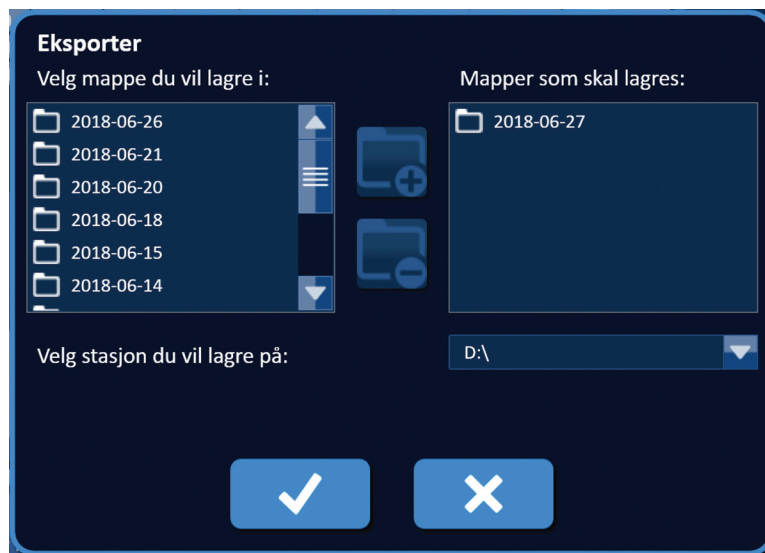 Eksporter
Velg mappe du vil lagre i:
2018-06-26
2018-06-21
2018-06-20
2018-06-18
2018-06-15
2018-06-14
Mapper som skal lagres:
2018-06-27
Velg stasjon du vil lagre på:
D:\